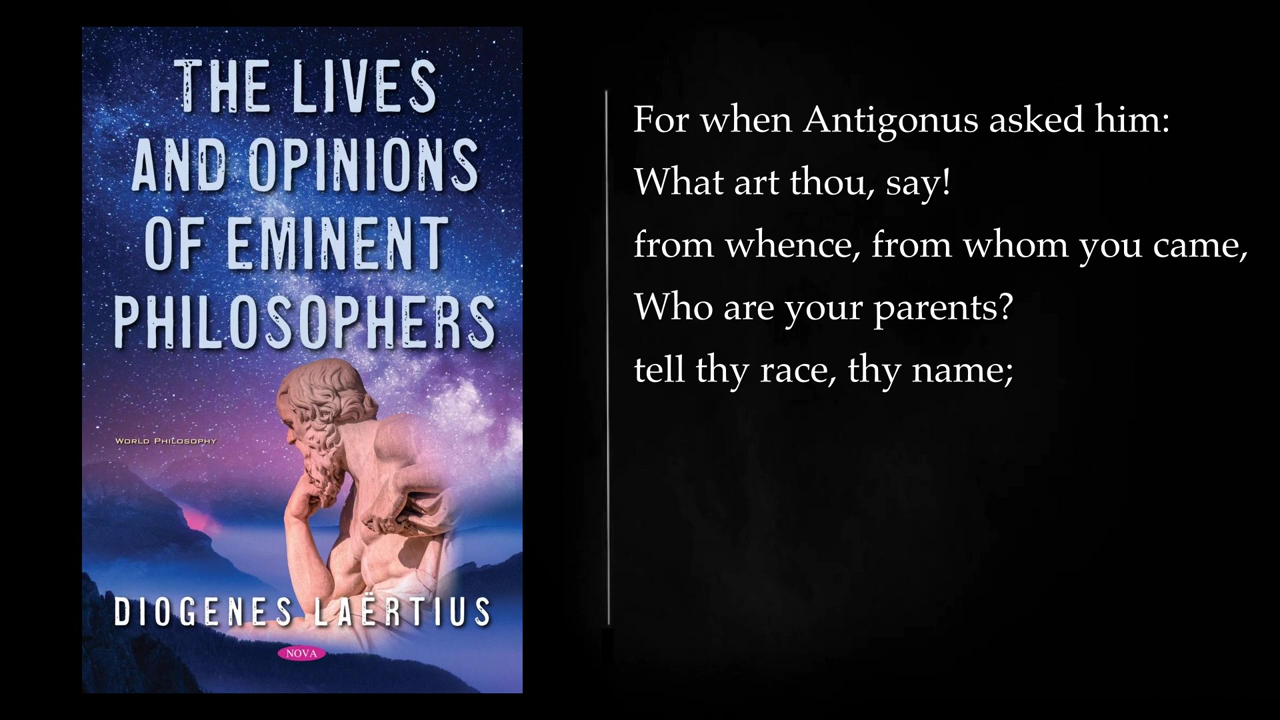 THE LIVES
AND OPINIONS
OF EMINENT
PHILOSOPHERS
WORLD PHILOSOPHY
DIOGENES LAËRTIUS
NOVA
For when Antigonus asked him:
What art thou, say!
from whence, from whom you came,
Who are your parents?
tell thy race, thy name;